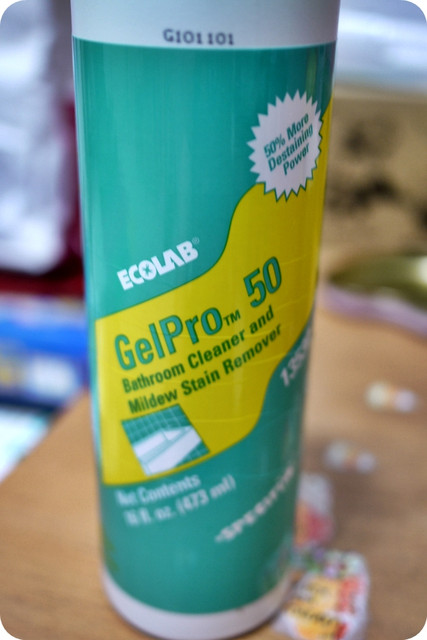 G101101
50% More
Destaining
Power
ECOLAB®
GelPro™ 50
Bathroom Cleaner and
Mildew Stain Remover
Net Contents
16 fl. oz. (473 ml)